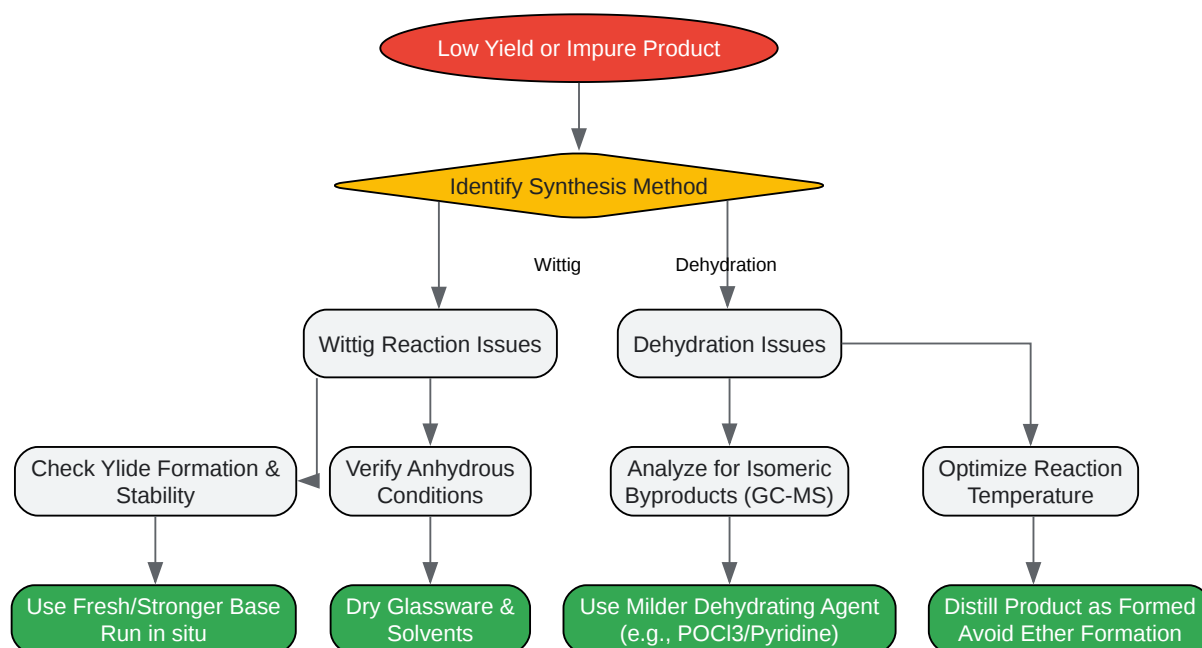 Low Yield or Impure Product
Identify Synthesis Method
Wittig
Dehydration
Wittig Reaction Issues
Dehydration Issues
Check Ylide Formation &
Stability
Verify Anhydrous
Conditions
Analyze for Isomeric
Byproducts (GC-MS)
Optimize Reaction
Temperature
Use Fresh/Stronger Base
Run in situ
Dry Glassware &
Solvents
Use Milder Dehydrating Agent
(e.g., POCl3/Pyridine)
Distill Product as Formed
Avoid Ether Formation